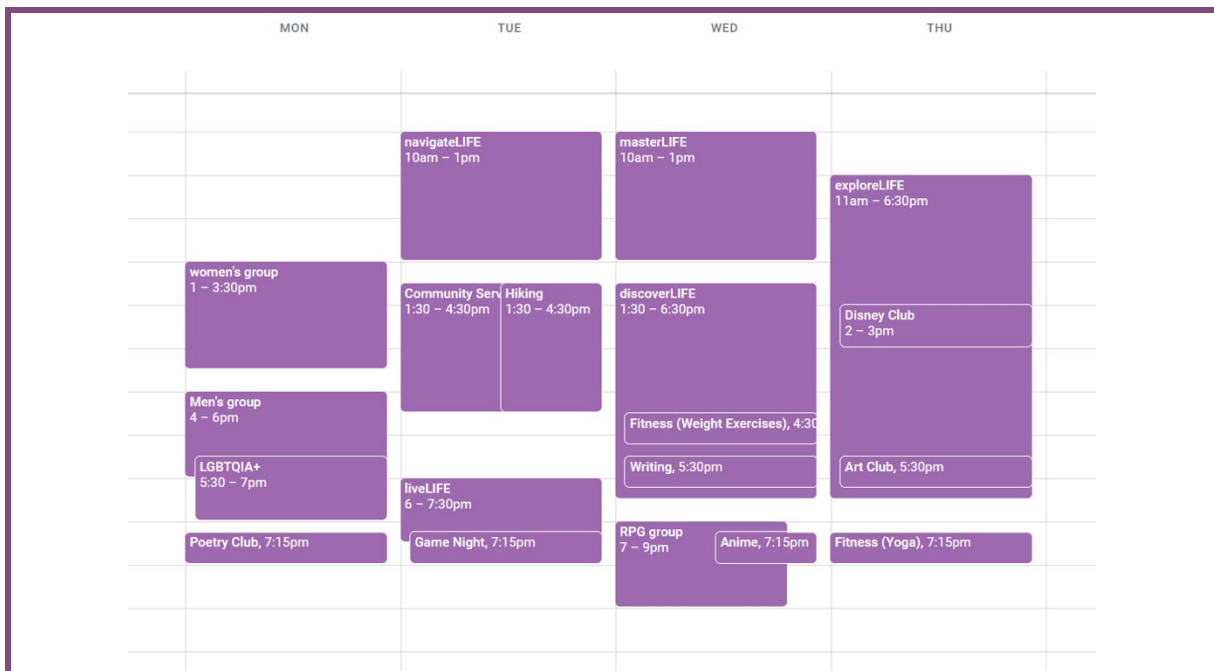 MON
TUE
WED
THU
navigateLIFE
10am – 1pm
masterLIFE
10am – 1pm
exploreLIFE
11am – 6:30pm
women's group
1 – 3:30pm
Community Serv
1:30 – 4:30pm
Hiking
1:30 – 4:30pm
discoverLIFE
1:30 – 6:30pm
Disney Club
2 – 3pm
Men's group
4 – 6pm
Fitness (Weight Exercises), 4:30
LGBTQIA+
5:30 – 7pm
Writing, 5:30pm
Art Club, 5:30pm
liveLIFE
6 – 7:30pm
RPG group
7 – 9pm
Poetry Club, 7:15pm
Game Night, 7:15pm
Anime, 7:15pm
Fitness (Yoga), 7:15pm